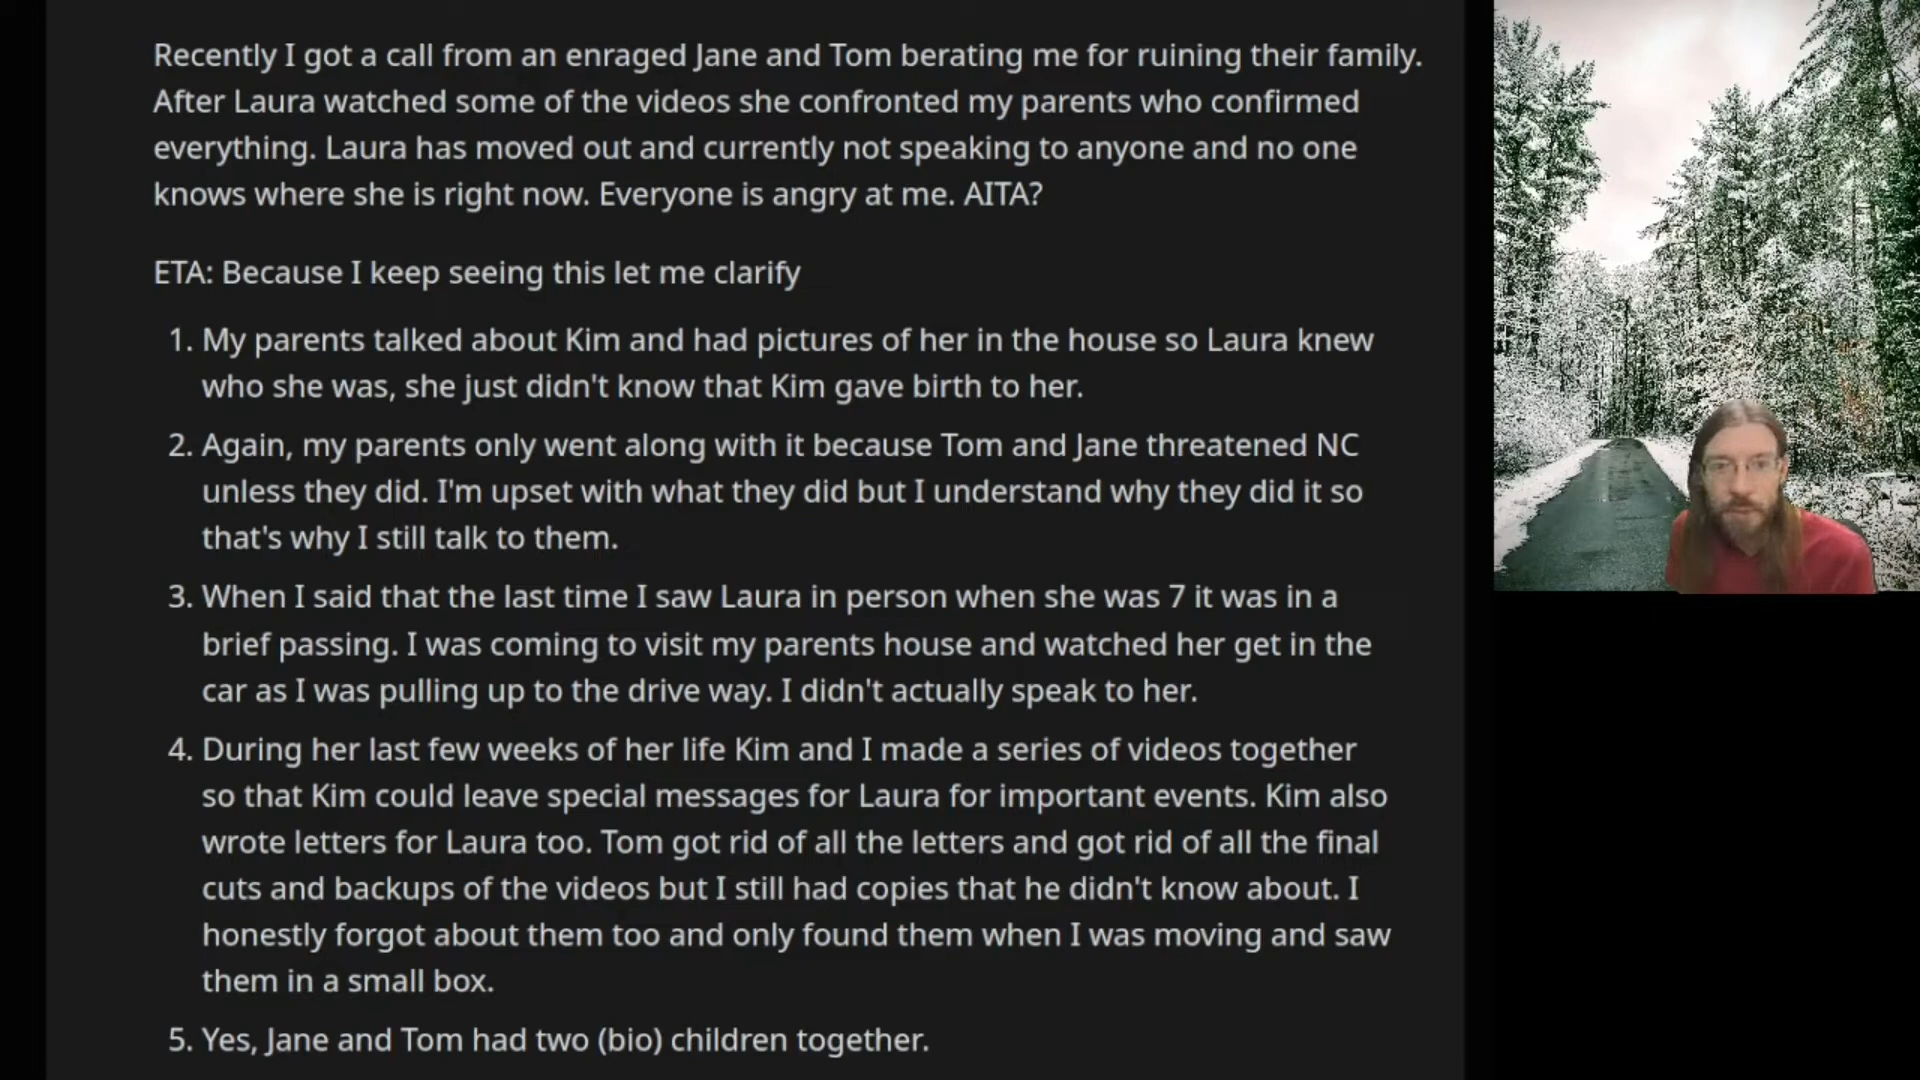 Recently I got a call from an enraged Jane and Tom berating me for ruining their family.
After Laura watched some of the videos she confronted my parents who confirmed
everything. Laura has moved out and currently not speaking to anyone and no one
knows where she is right now. Everyone is angry at me. AITA?
ETA: Because I keep seeing this let me clarify
1. My parents talked about Kim and had pictures of her in the house so Laura knew
who she was, she just didn't know that Kim gave birth to her.
2. Again, my parents only went along with it because Tom and Jane threatened NC
unless they did. I'm upset with what they did but I understand why they did it so
that's why I still talk to them.
3. When I said that the last time I saw Laura in person when she was 7 it was in a
brief passing. I was coming to visit my parents house and watched her get in the
car as I was pulling up to the drive way. I didn't actually speak to her.
4. During her last few weeks of her life Kim and I made a series of videos together
so that Kim could leave special messages for Laura for important events. Kim also
wrote letters for Laura too. Tom got rid of all the letters and got rid of all the final
cuts and backups of the videos but I still had copies that he didn't know about. I
honestly forgot about them too and only found them when I was moving and saw
them in a small box.
5. Yes, Jane and Tom had two (bio) children together.